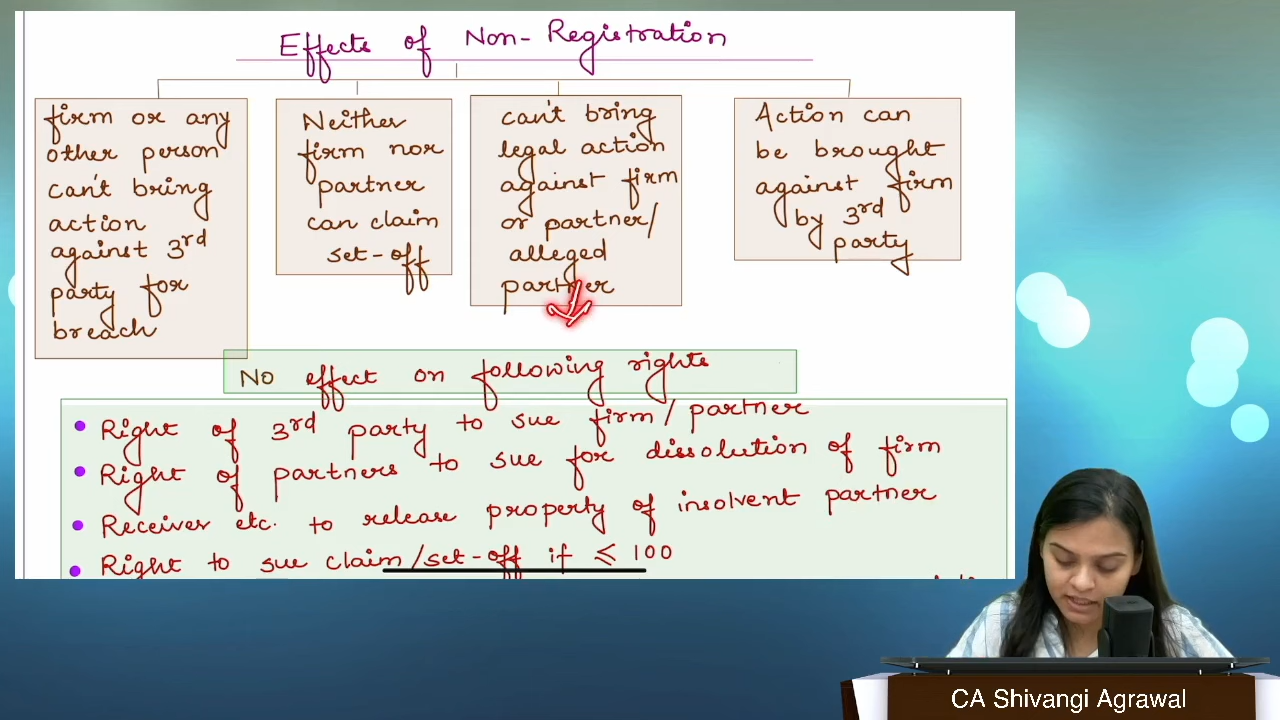 Effects of Non-Registration
firm or any
other person
can't bring
action
against 3rd
party for
breach
Neither
firm nor
partner
can claim
set-off
can't bring
legal action
against firm
or partner/
alleged
partner
Action can
be brought
against firm
by 3rd
party
No effect on following rights
• Right of 3rd party to sue firm/partner
• Right of partners to sue for dissolution of firm
• Receiver etc. to release property of insolvent partner
• Right to sue claim/set-off if ≤ 100
CA Shivangi Agrawal